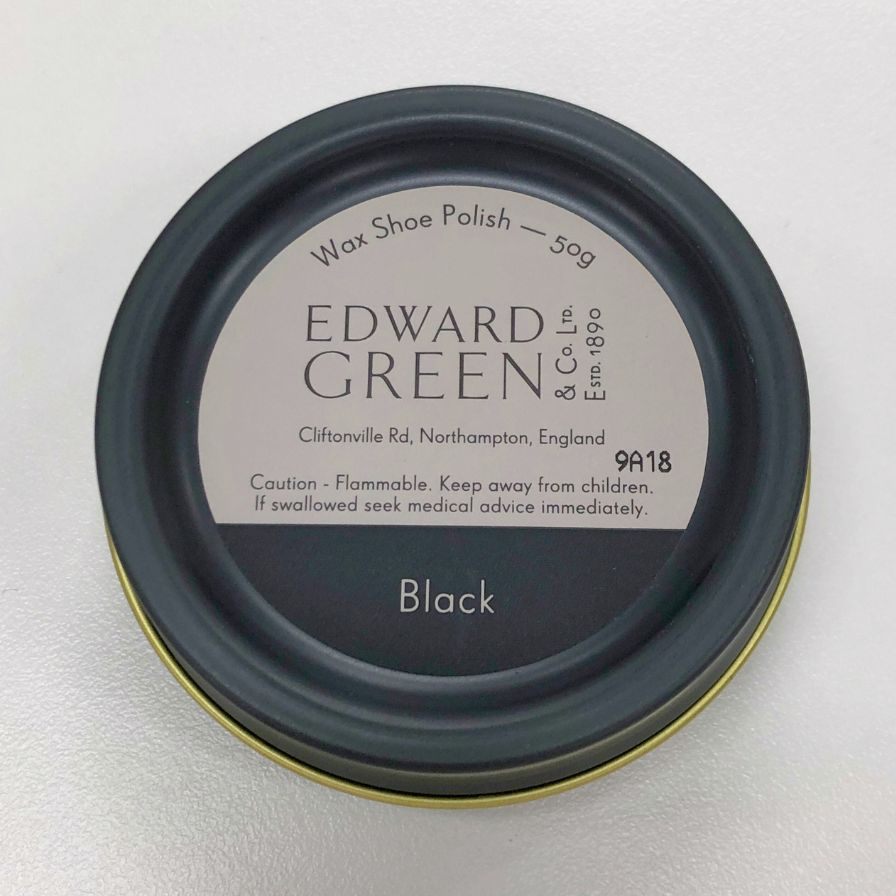 Wax Shoe Polish — 50g
EDWARD
GREEN
& Co. LTD.
ESTD. 1890
Cliftonville Rd, Northampton, England
9A18
Caution - Flammable. Keep away from children.
If swallowed seek medical advice immediately.
Black